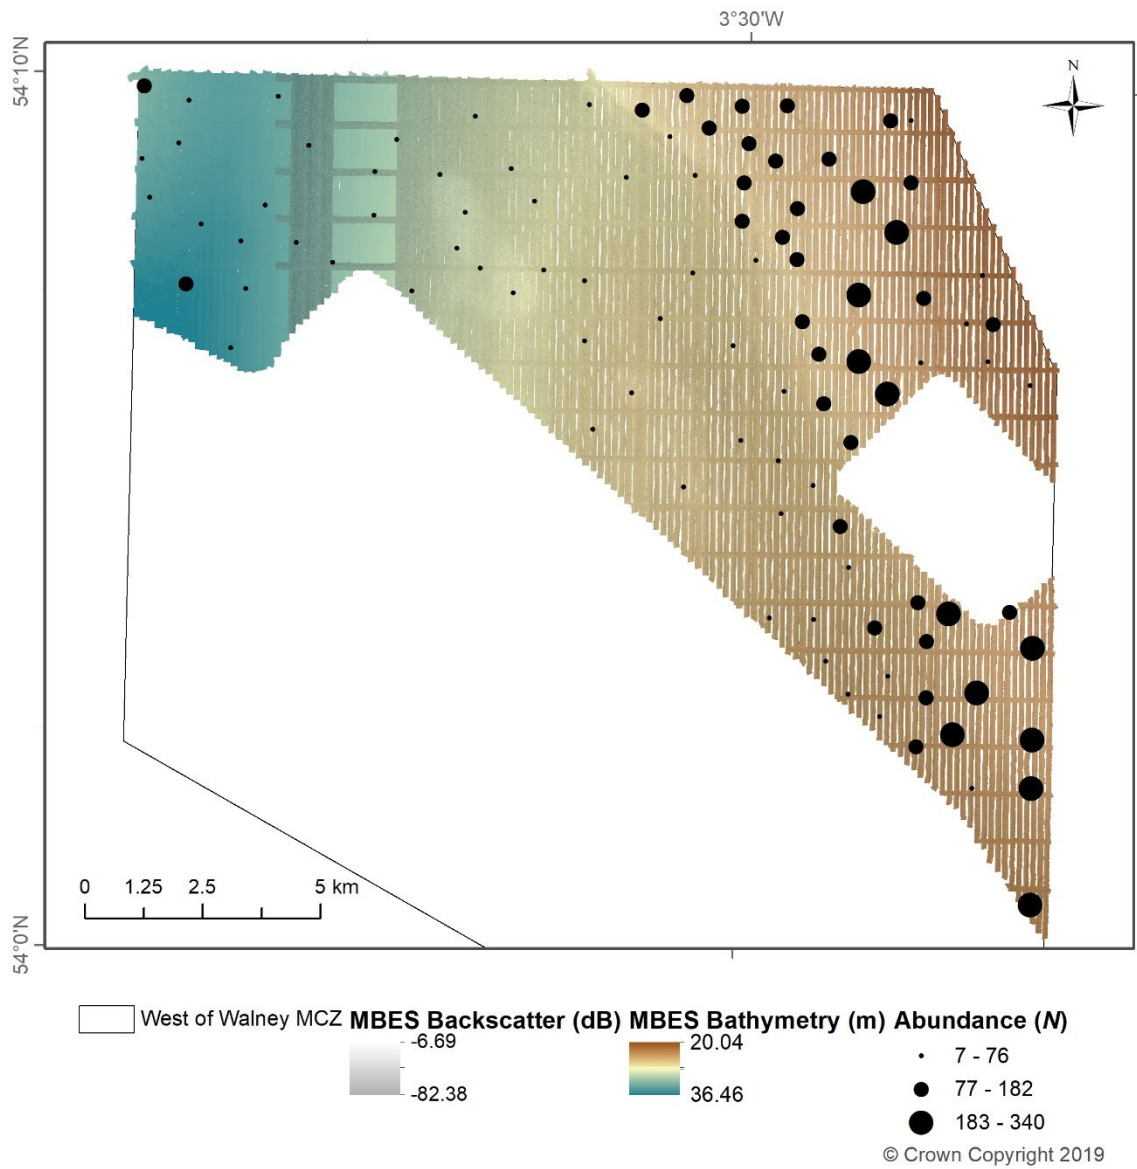 3°30'W
54°10'N
N
0 1.25 2.5 5 km
54°0'N
West of Walney MCZ MBES Backscatter (dB) MBES Bathymetry (m) Abundance (N)
-6.69 20.04 7 - 76
-82.38 36.46 77 - 182
183 - 340
© Crown Copyright 2019